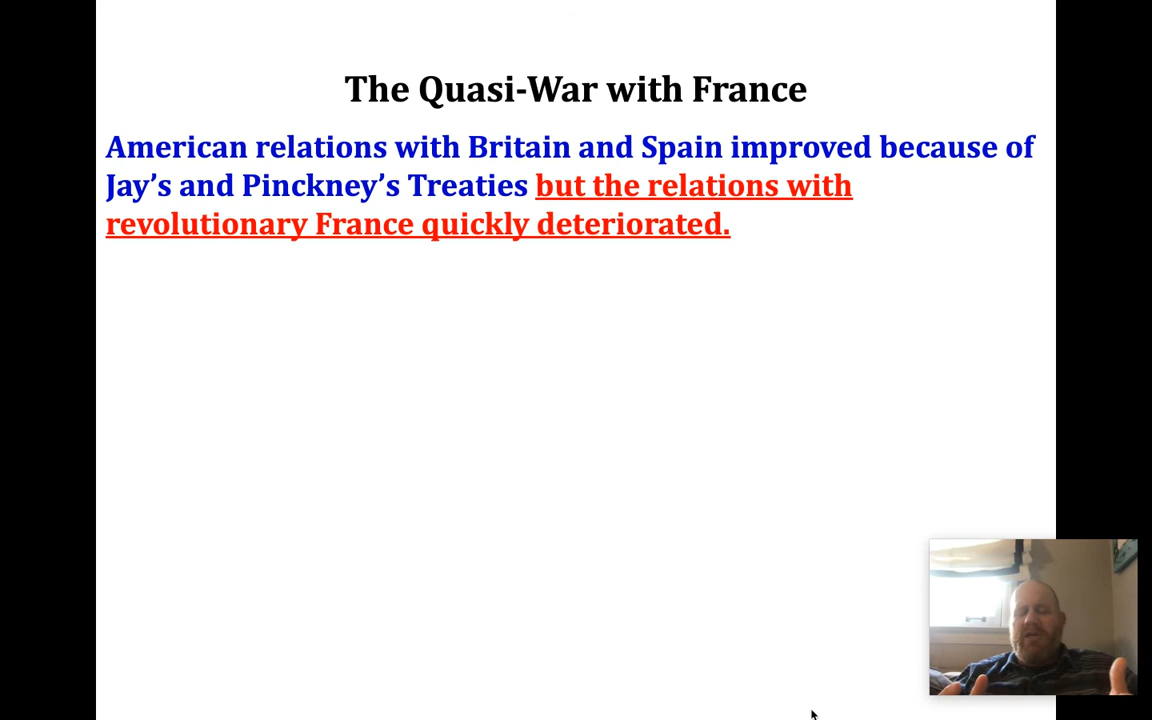 The Quasi-War with France
American relations with Britain and Spain improved because of
Jay’s and Pinckney’s Treaties but the relations with
revolutionary France quickly deteriorated.